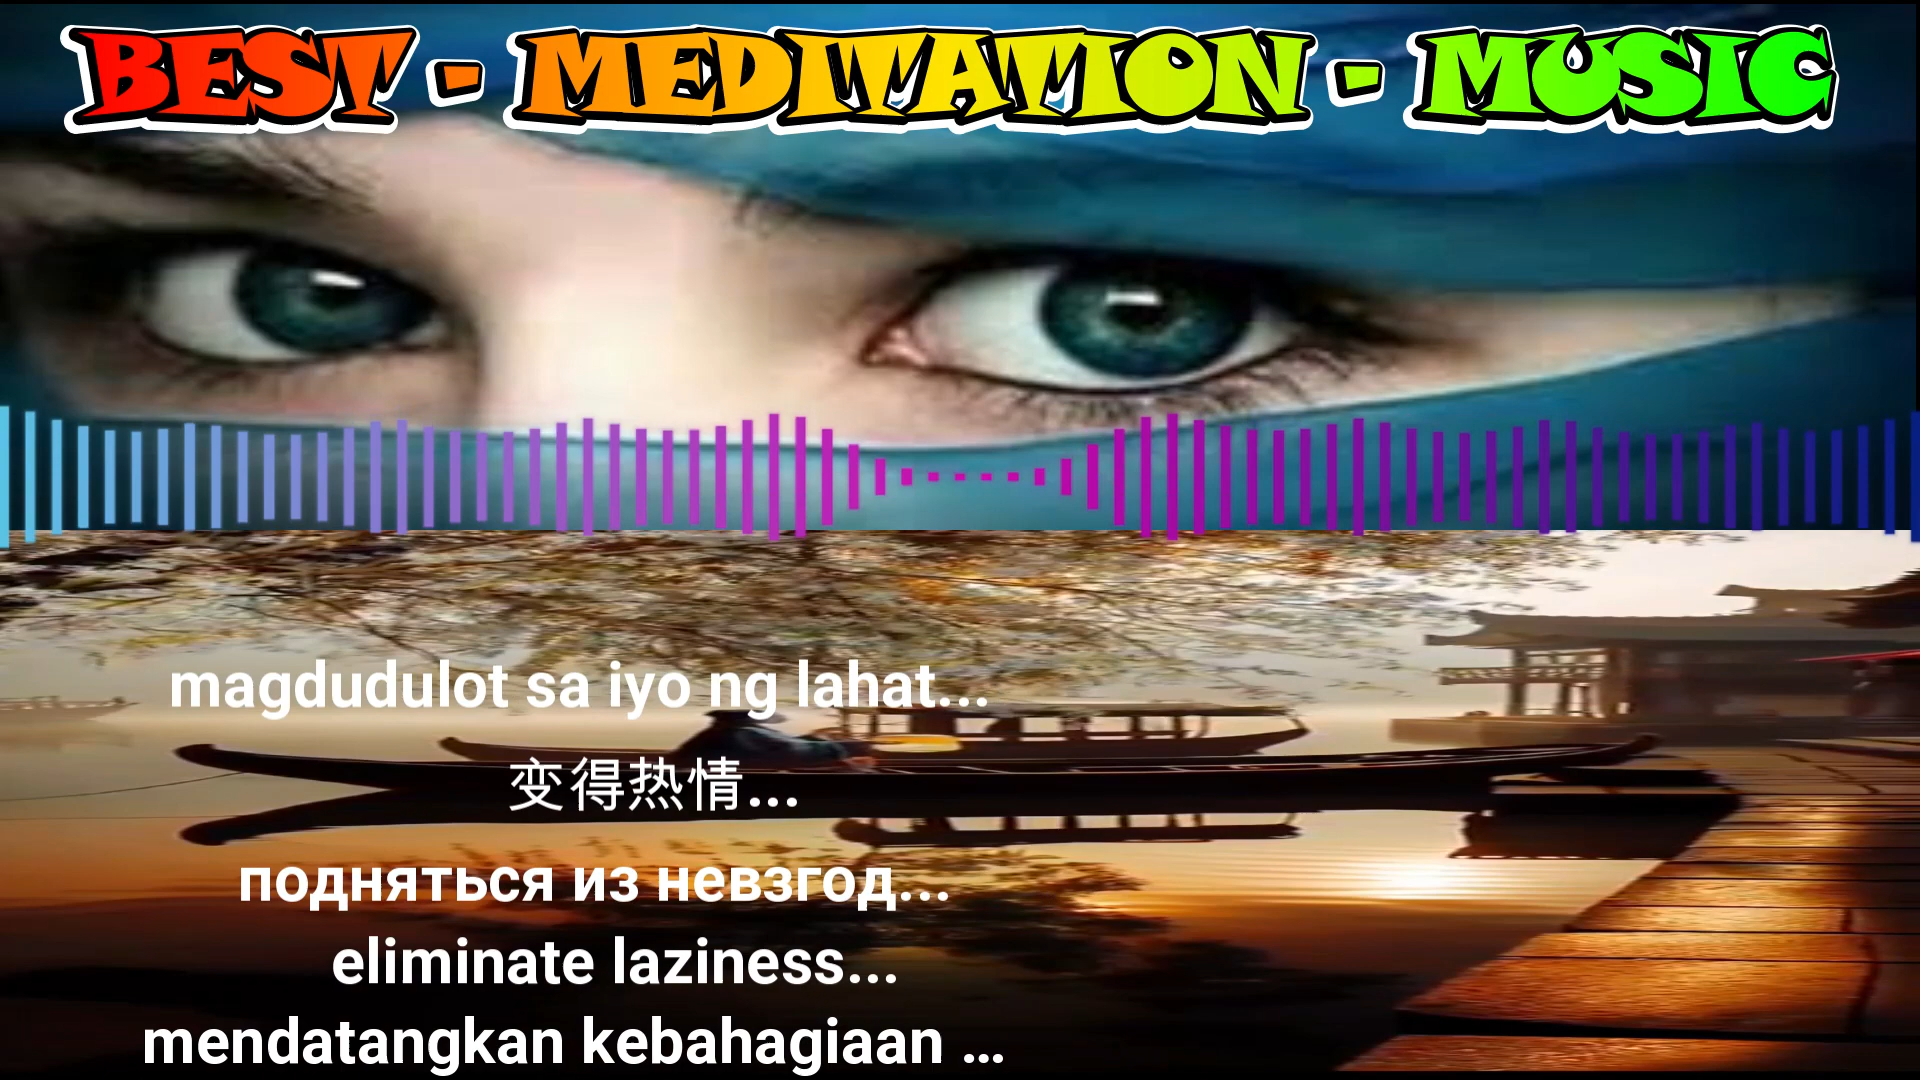 BEST - MEDITATION - MUSIC
magdudulot sa iyo ng lahat...
变得热情...
подняться из невзгод...
eliminate laziness...
mendatangkan kebahagiaan ...